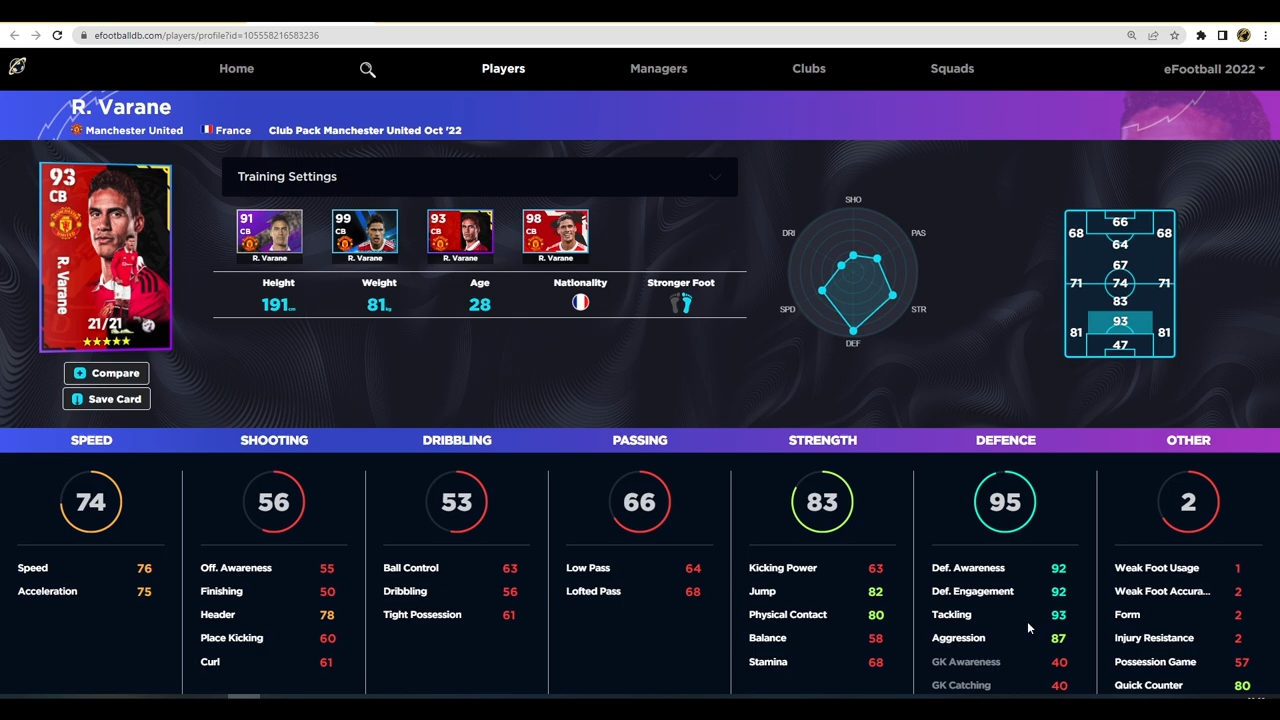 efootballdb.com/players/profile?id=105558216583236
Home Players Managers Clubs Squads eFootball 2022
R. Varane
Manchester United France Club Pack Manchester United Oct '22
93
CB
R. Varane
21/21
Training Settings
91 CB R. Varane
99 CB R. Varane
93 CB R. Varane
98 CB R. Varane
Height Weight Age Nationality Stronger Foot
191cm 81kg 28
Compare
Save Card
SHO
DRI PAS
SPD STR
DEF
66
68 68
64
67
71 74 71
83
93
81 81
47
SPEED SHOOTING DRIBBLING PASSING STRENGTH DEFENCE OTHER
74 56 53 66 83 95 2
Speed 76
Acceleration 75
Off. Awareness 55
Finishing 50
Header 78
Place Kicking 60
Curl 61
Ball Control 63
Dribbling 56
Tight Possession 61
Low Pass 64
Lofted Pass 68
Kicking Power 63
Jump 82
Physical Contact 80
Balance 58
Stamina 68
Def. Awareness 92
Def. Engagement 92
Tackling 93
Aggression 87
GK Awareness 40
GK Catching 40
Weak Foot Usage 1
Weak Foot Accura... 2
Form 2
Injury Resistance 2
Possession Game 57
Quick Counter 80